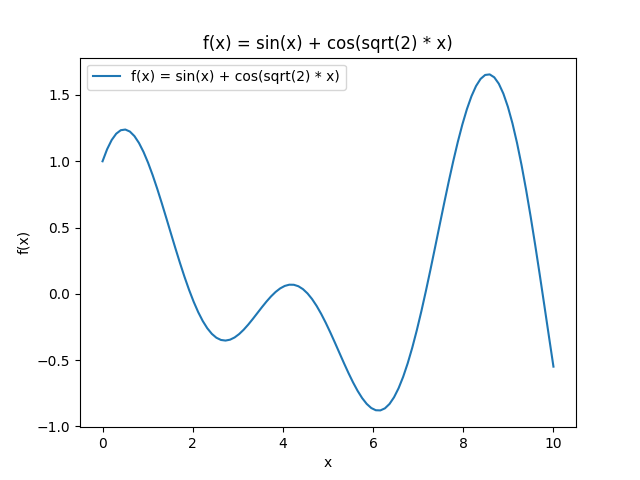 f(x) = sin(x) + cos(sqrt(2) * x)
f(x) = sin(x) + cos(sqrt(2) * x)
1.5
1.0
0.5
0.0
−0.5
−1.0
f(x)
0 2 4 6 8 10
x